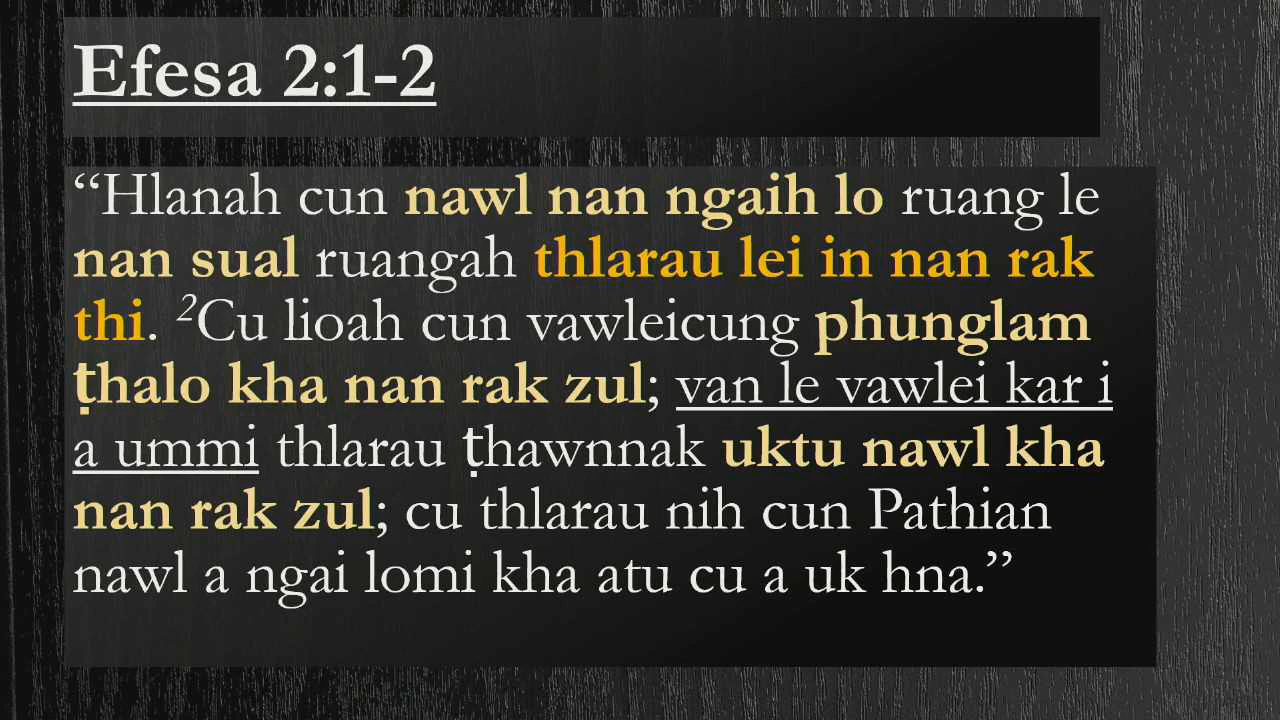 Efesa 2:1-2
“Hlanah cun nawl nan ngaih lo ruang le
nan sual ruangah thlarau lei in nan rak
thi. ²Cu lioah cun vawleicung phunglam
ṭhalo kha nan rak zul; van le vawlei kar i
a ummi thlarau ṭhawnnak uktu nawl kha
nan rak zul; cu thlarau nih cun Pathian
nawl a ngai lomi kha atu cu a uk hna.”